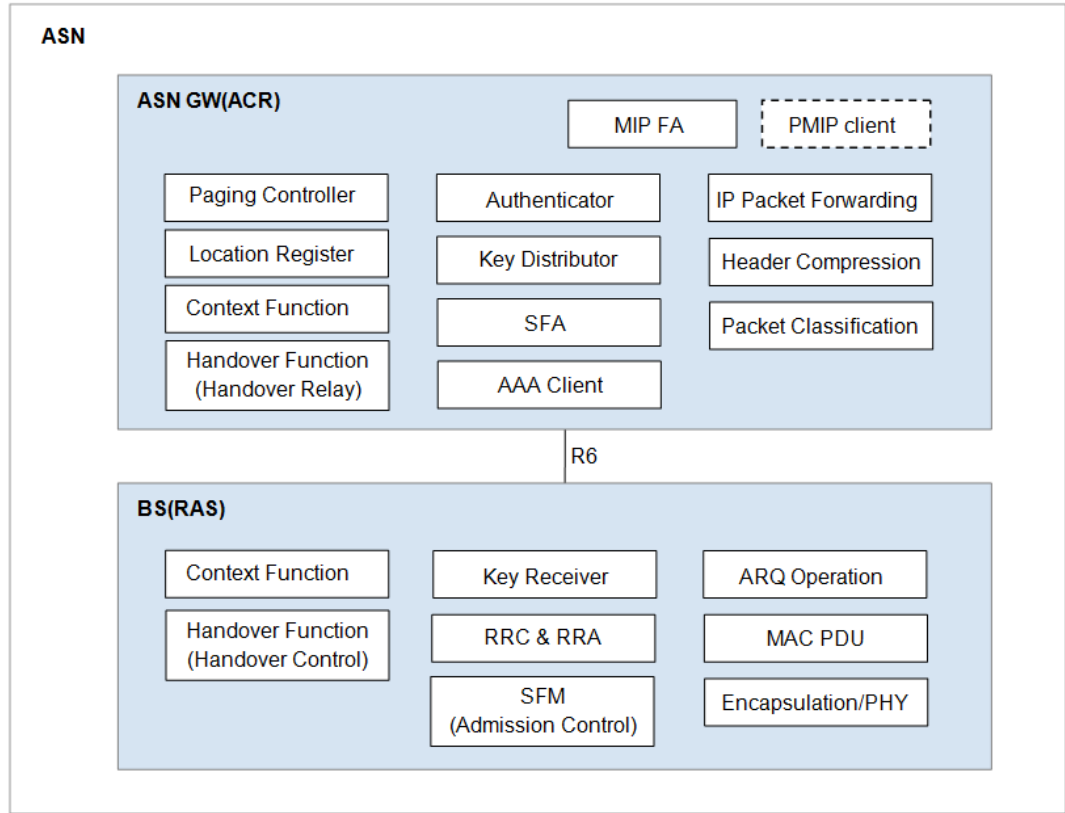 ASN
ASN GW(ACR)
MIP FA
PMIP client
Paging Controller
Authenticator
IP Packet Forwarding
Location Register
Key Distributor
Header Compression
Context Function
SFA
Packet Classification
Handover Function
(Handover Relay)
AAA Client
R6
BS(RAS)
Context Function
Key Receiver
ARQ Operation
Handover Function
(Handover Control)
RRC & RRA
MAC PDU
SFM
(Admission Control)
Encapsulation/PHY